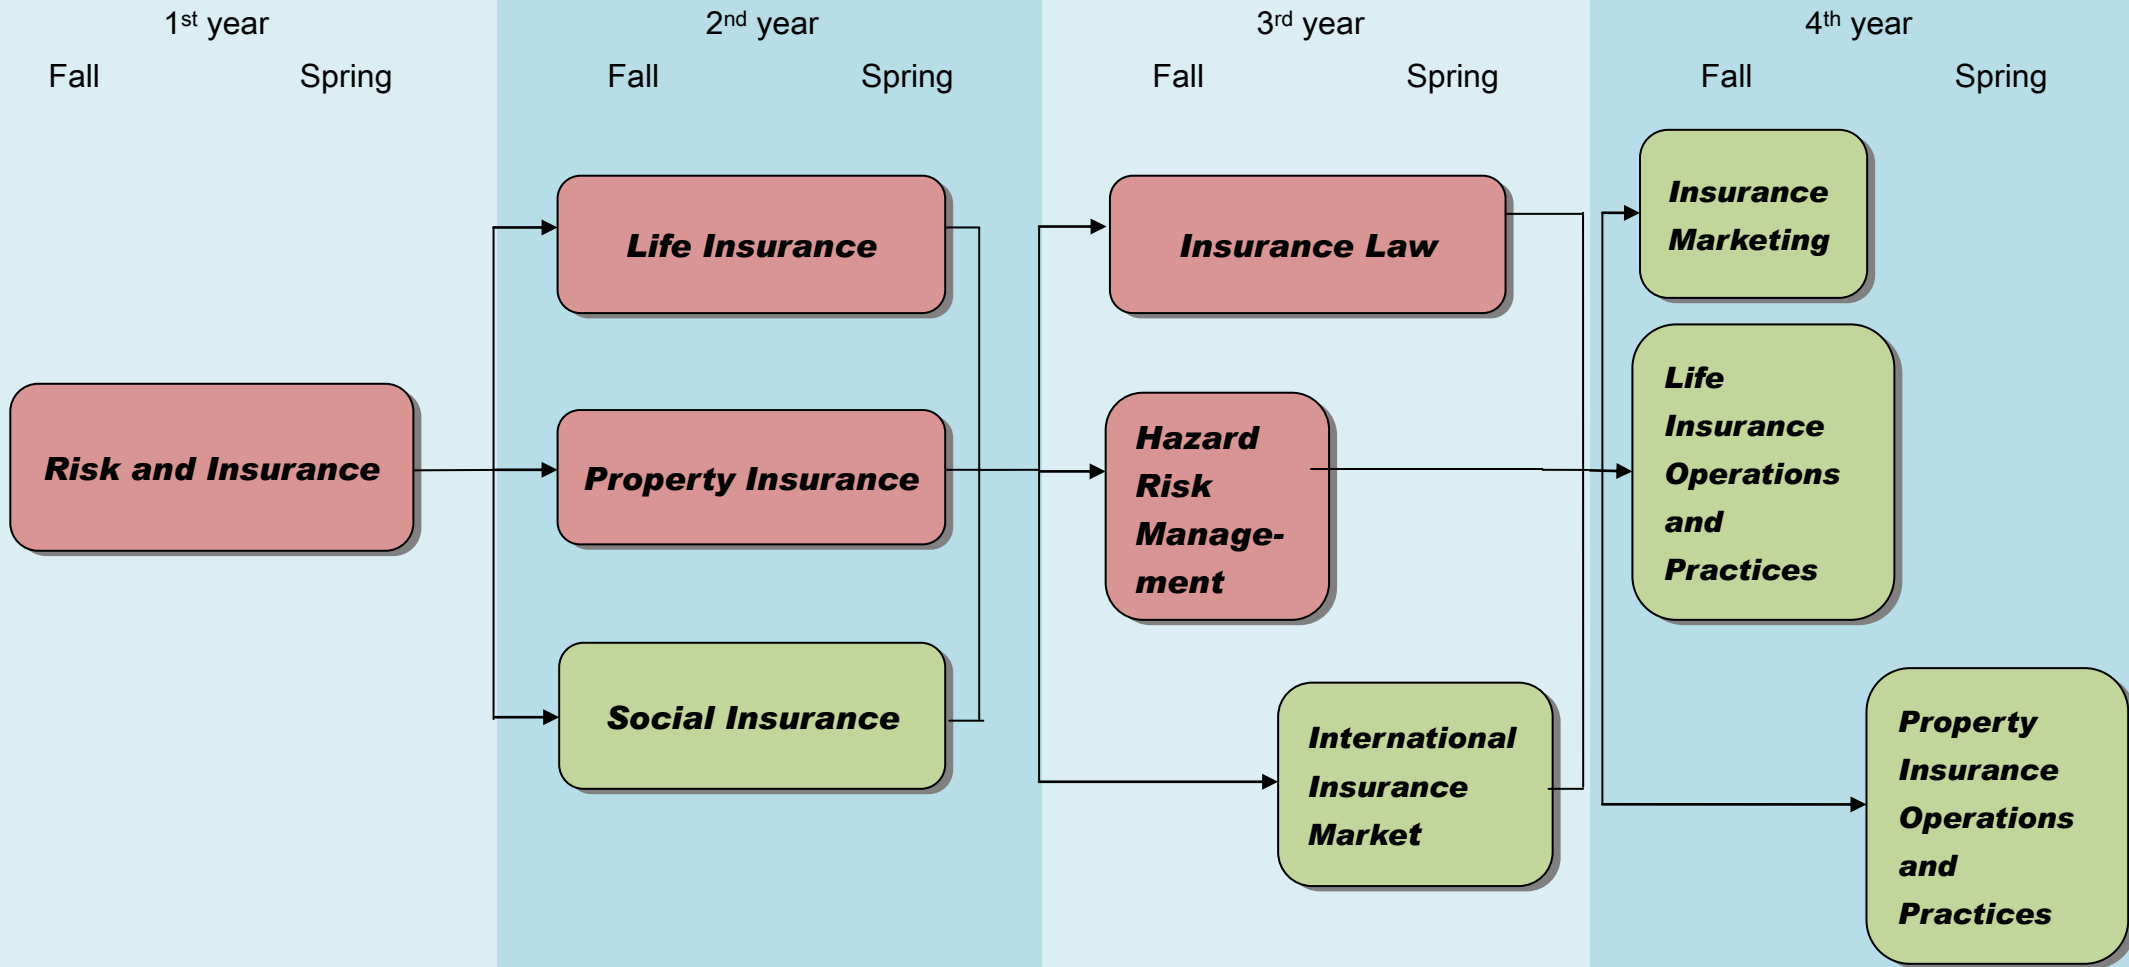 1st year
2nd year
3rd year
4th year
Fall
Spring
Fall
Spring
Fall
Spring
Fall
Spring
Risk and Insurance
Life Insurance
Property Insurance
Social Insurance
Insurance Law
Hazard
Risk
Manage-
ment
International
Insurance
Market
Insurance
Marketing
Life
Insurance
Operations
and
Practices
Property
Insurance
Operations
and
Practices